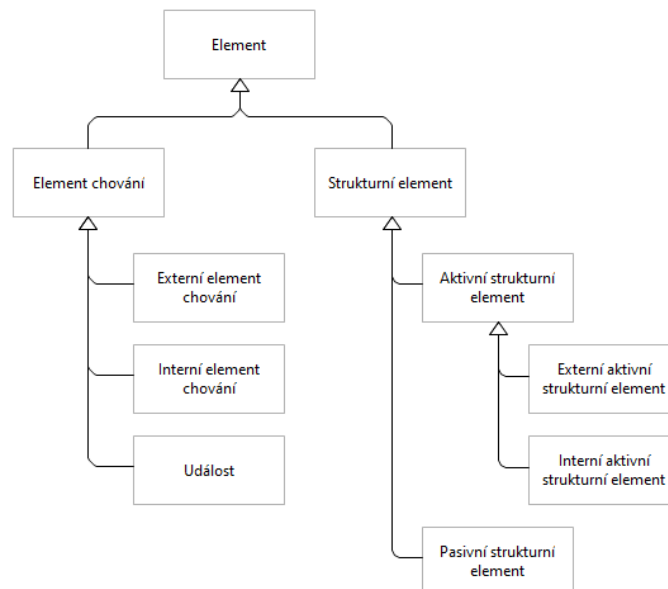 Element
Element chování
Strukturní element
Externí element
chování
Aktivní strukturní
element
Interní element
chování
Externí aktivní
strukturní element
Událost
Interní aktivní
strukturní element
Pasivní strukturní
element